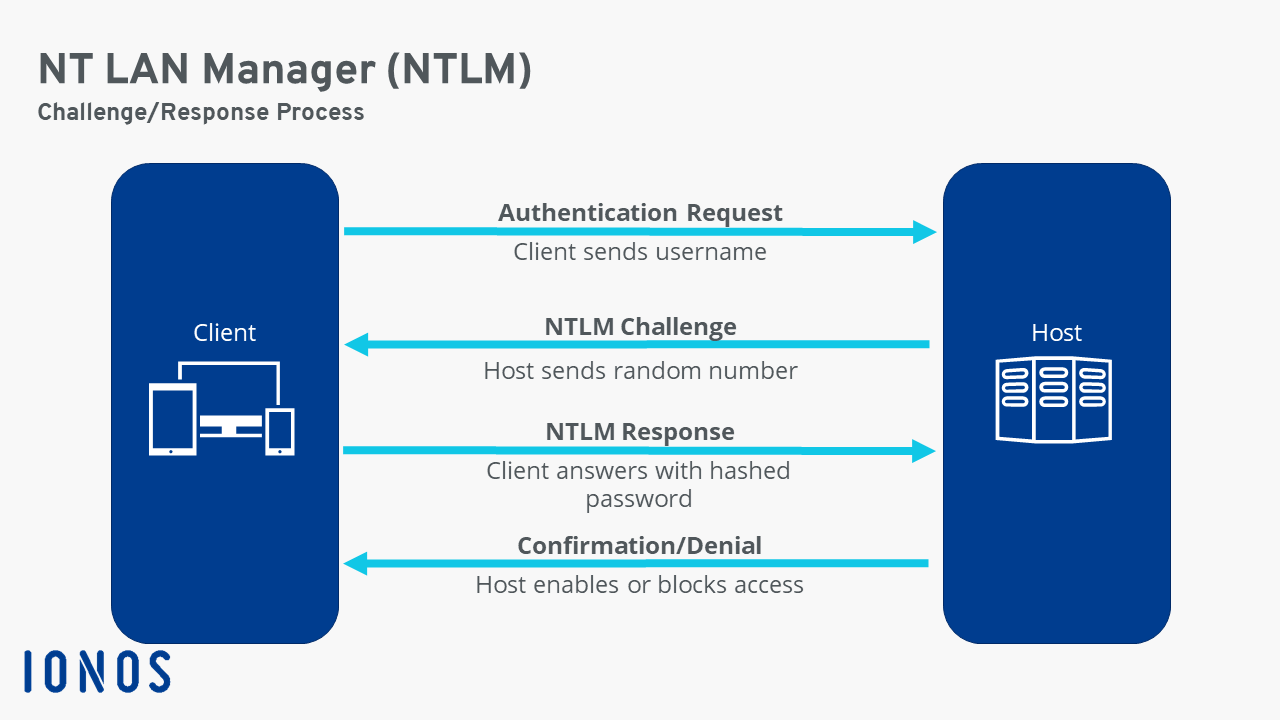 NT LAN Manager (NTLM)
Challenge/Response Process
Authentication Request
Client sends username
NTLM Challenge
Client
Host
Host sends random number
NTLM Response
Client answers with hashed
password
Confirmation/Denial
Host enables or blocks access
IONOS